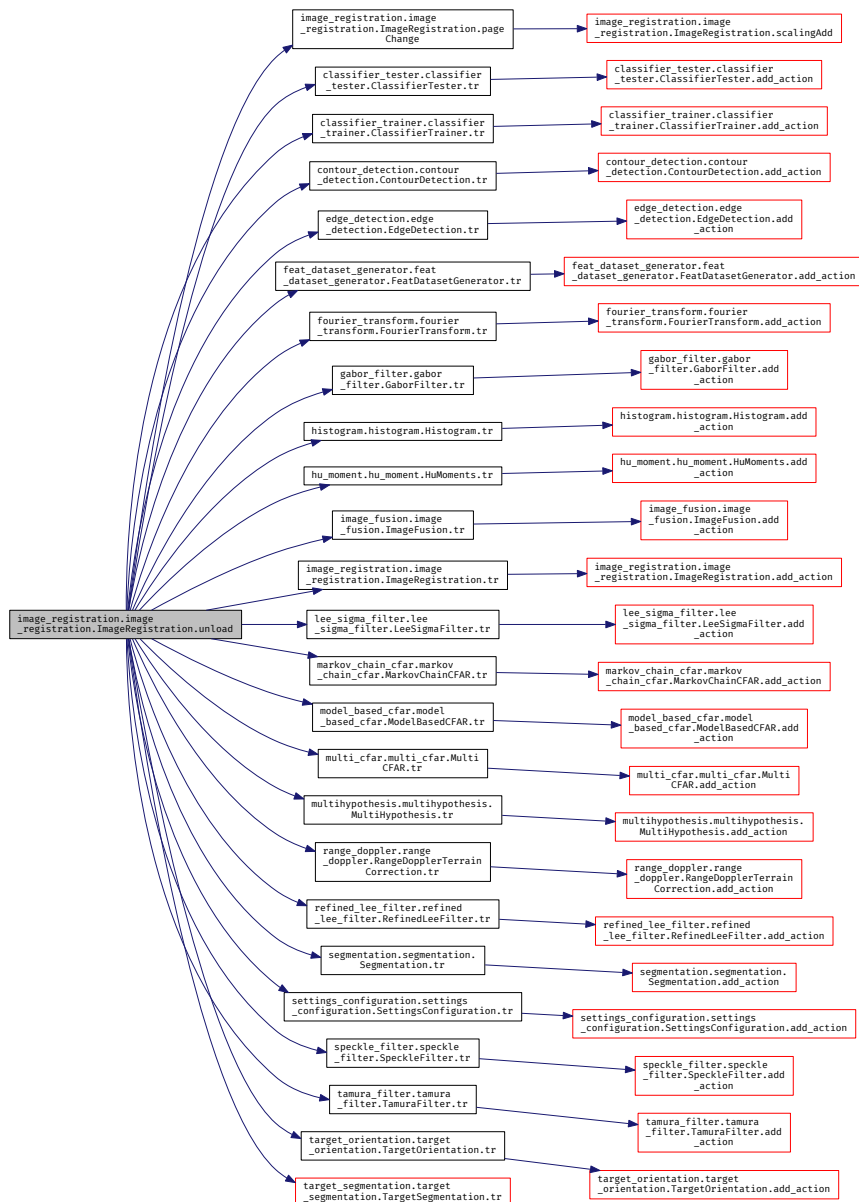 image_registration.image
_registration.ImageRegistration.page
Change
image_registration.image
_registration.ImageRegistration.scalingAdd
classifier_tester.classifier
_tester.ClassifierTester.tr
classifier_tester.classifier
_tester.ClassifierTester.add_action
classifier_trainer.classifier
_trainer.ClassifierTrainer.tr
classifier_trainer.classifier
_trainer.ClassifierTrainer.add_action
contour_detection.contour
_detection.ContourDetection.tr
contour_detection.contour
_detection.ContourDetection.add_action
edge_detection.edge
_detection.EdgeDetection.tr
edge_detection.edge
_detection.EdgeDetection.add
_action
feat_dataset_generator.feat
_dataset_generator.FeatDatasetGenerator.tr
feat_dataset_generator.feat
_dataset_generator.FeatDatasetGenerator.add_action
fourier_transform.fourier
_transform.FourierTransform.tr
fourier_transform.fourier
_transform.FourierTransform.add_action
gabor_filter.gabor
_filter.GaborFilter.tr
gabor_filter.gabor
_filter.GaborFilter.add
_action
histogram.histogram.Histogram.tr
histogram.histogram.Histogram.add
_action
hu_moment.hu_moment.HuMoments.tr
hu_moment.hu_moment.HuMoments.add
_action
image_fusion.image
_fusion.ImageFusion.tr
image_fusion.image
_fusion.ImageFusion.add
_action
image_registration.image
_registration.ImageRegistration.tr
image_registration.image
_registration.ImageRegistration.add_action
image_registration.image
_registration.ImageRegistration.unload
lee_sigma_filter.lee
_sigma_filter.LeeSigmaFilter.tr
lee_sigma_filter.lee
_sigma_filter.LeeSigmaFilter.add
_action
markov_chain_cfar.markov
_chain_cfar.MarkovChainCFAR.tr
markov_chain_cfar.markov
_chain_cfar.MarkovChainCFAR.add_action
model_based_cfar.model
_based_cfar.ModelBasedCFAR.tr
model_based_cfar.model
_based_cfar.ModelBasedCFAR.add
_action
multi_cfar.multi_cfar.Multi
CFAR.tr
multi_cfar.multi_cfar.Multi
CFAR.add_action
multihypothesis.multihypothesis.
MultiHypothesis.tr
multihypothesis.multihypothesis.
MultiHypothesis.add_action
range_doppler.range
_doppler.RangeDopplerTerrain
Correction.tr
range_doppler.range
_doppler.RangeDopplerTerrain
Correction.add_action
refined_lee_filter.refined
_lee_filter.RefinedLeeFilter.tr
refined_lee_filter.refined
_lee_filter.RefinedLeeFilter.add_action
segmentation.segmentation.
Segmentation.tr
segmentation.segmentation.
Segmentation.add_action
settings_configuration.settings
_configuration.SettingsConfiguration.tr
settings_configuration.settings
_configuration.SettingsConfiguration.add_action
speckle_filter.speckle
_filter.SpeckleFilter.tr
speckle_filter.speckle
_filter.SpeckleFilter.add
_action
tamura_filter.tamura
_filter.TamuraFilter.tr
tamura_filter.tamura
_filter.TamuraFilter.add
_action
target_orientation.target
_orientation.TargetOrientation.tr
target_orientation.target
_orientation.TargetOrientation.add_action
target_segmentation.target
_segmentation.TargetSegmentation.tr